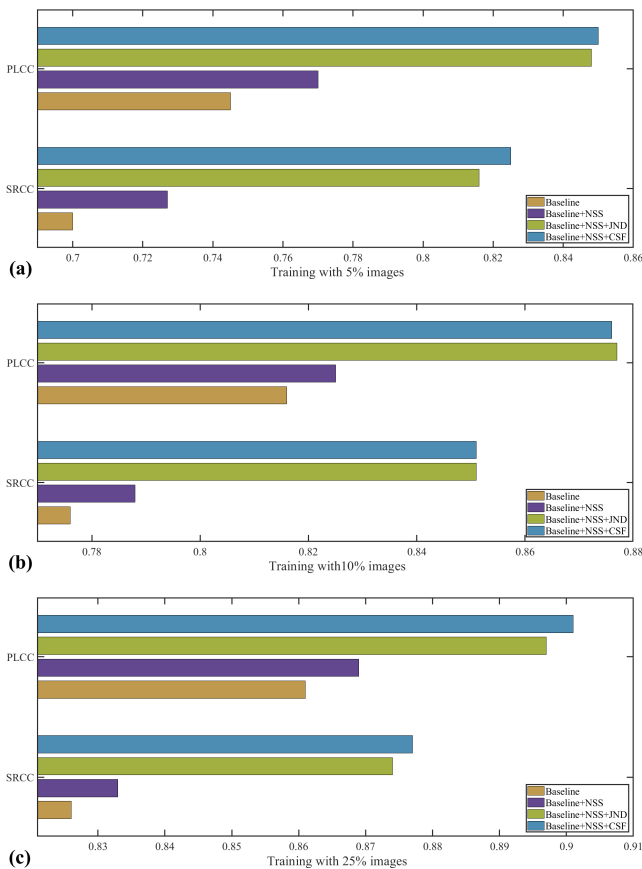 PLCC
SRCC
Baseline
Baseline+NSS
Baseline+NSS+JND
Baseline+NSS+CSF
0.7 0.72 0.74 0.76 0.78 0.8 0.82 0.84 0.86
(a) Training with 5% images
PLCC
SRCC
Baseline
Baseline+NSS
Baseline+NSS+JND
Baseline+NSS+CSF
0.78 0.8 0.82 0.84 0.86 0.88
(b) Training with10% images
PLCC
SRCC
Baseline
Baseline+NSS
Baseline+NSS+JND
Baseline+NSS+CSF
0.83 0.84 0.85 0.86 0.87 0.88 0.89 0.9 0.91
(c) Training with 25% images